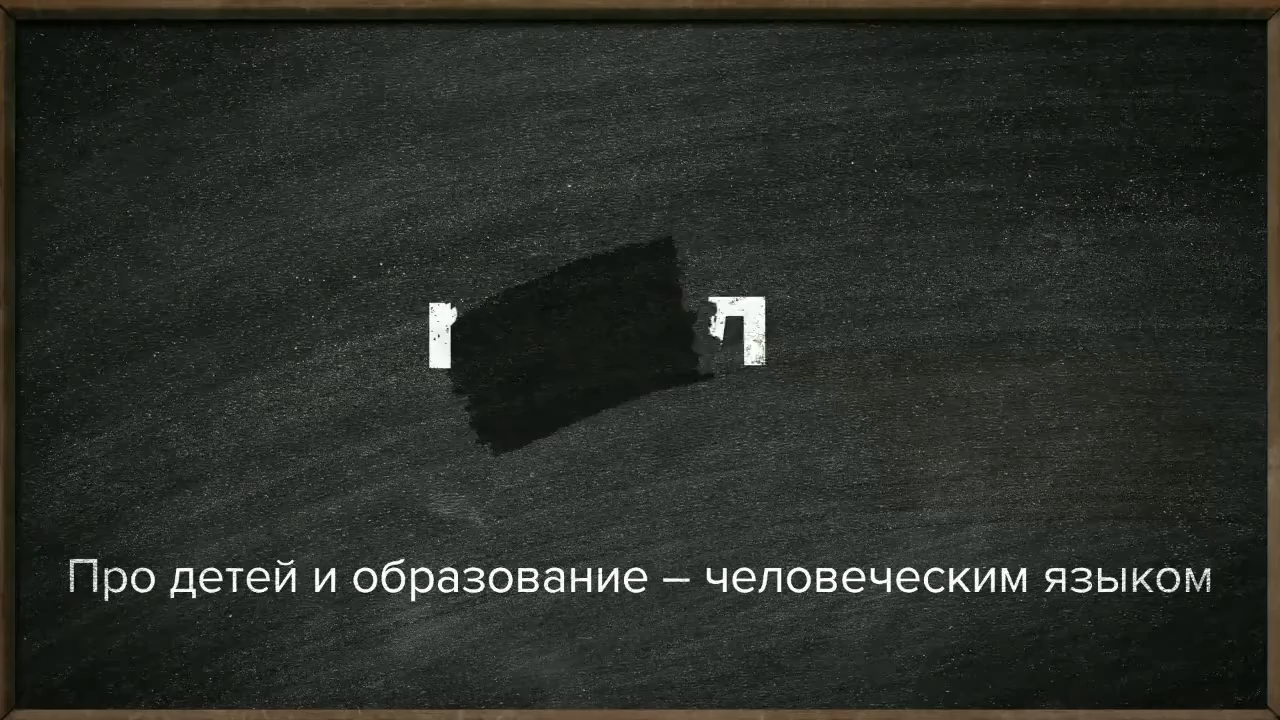 Про детей и образование – человеческим языком